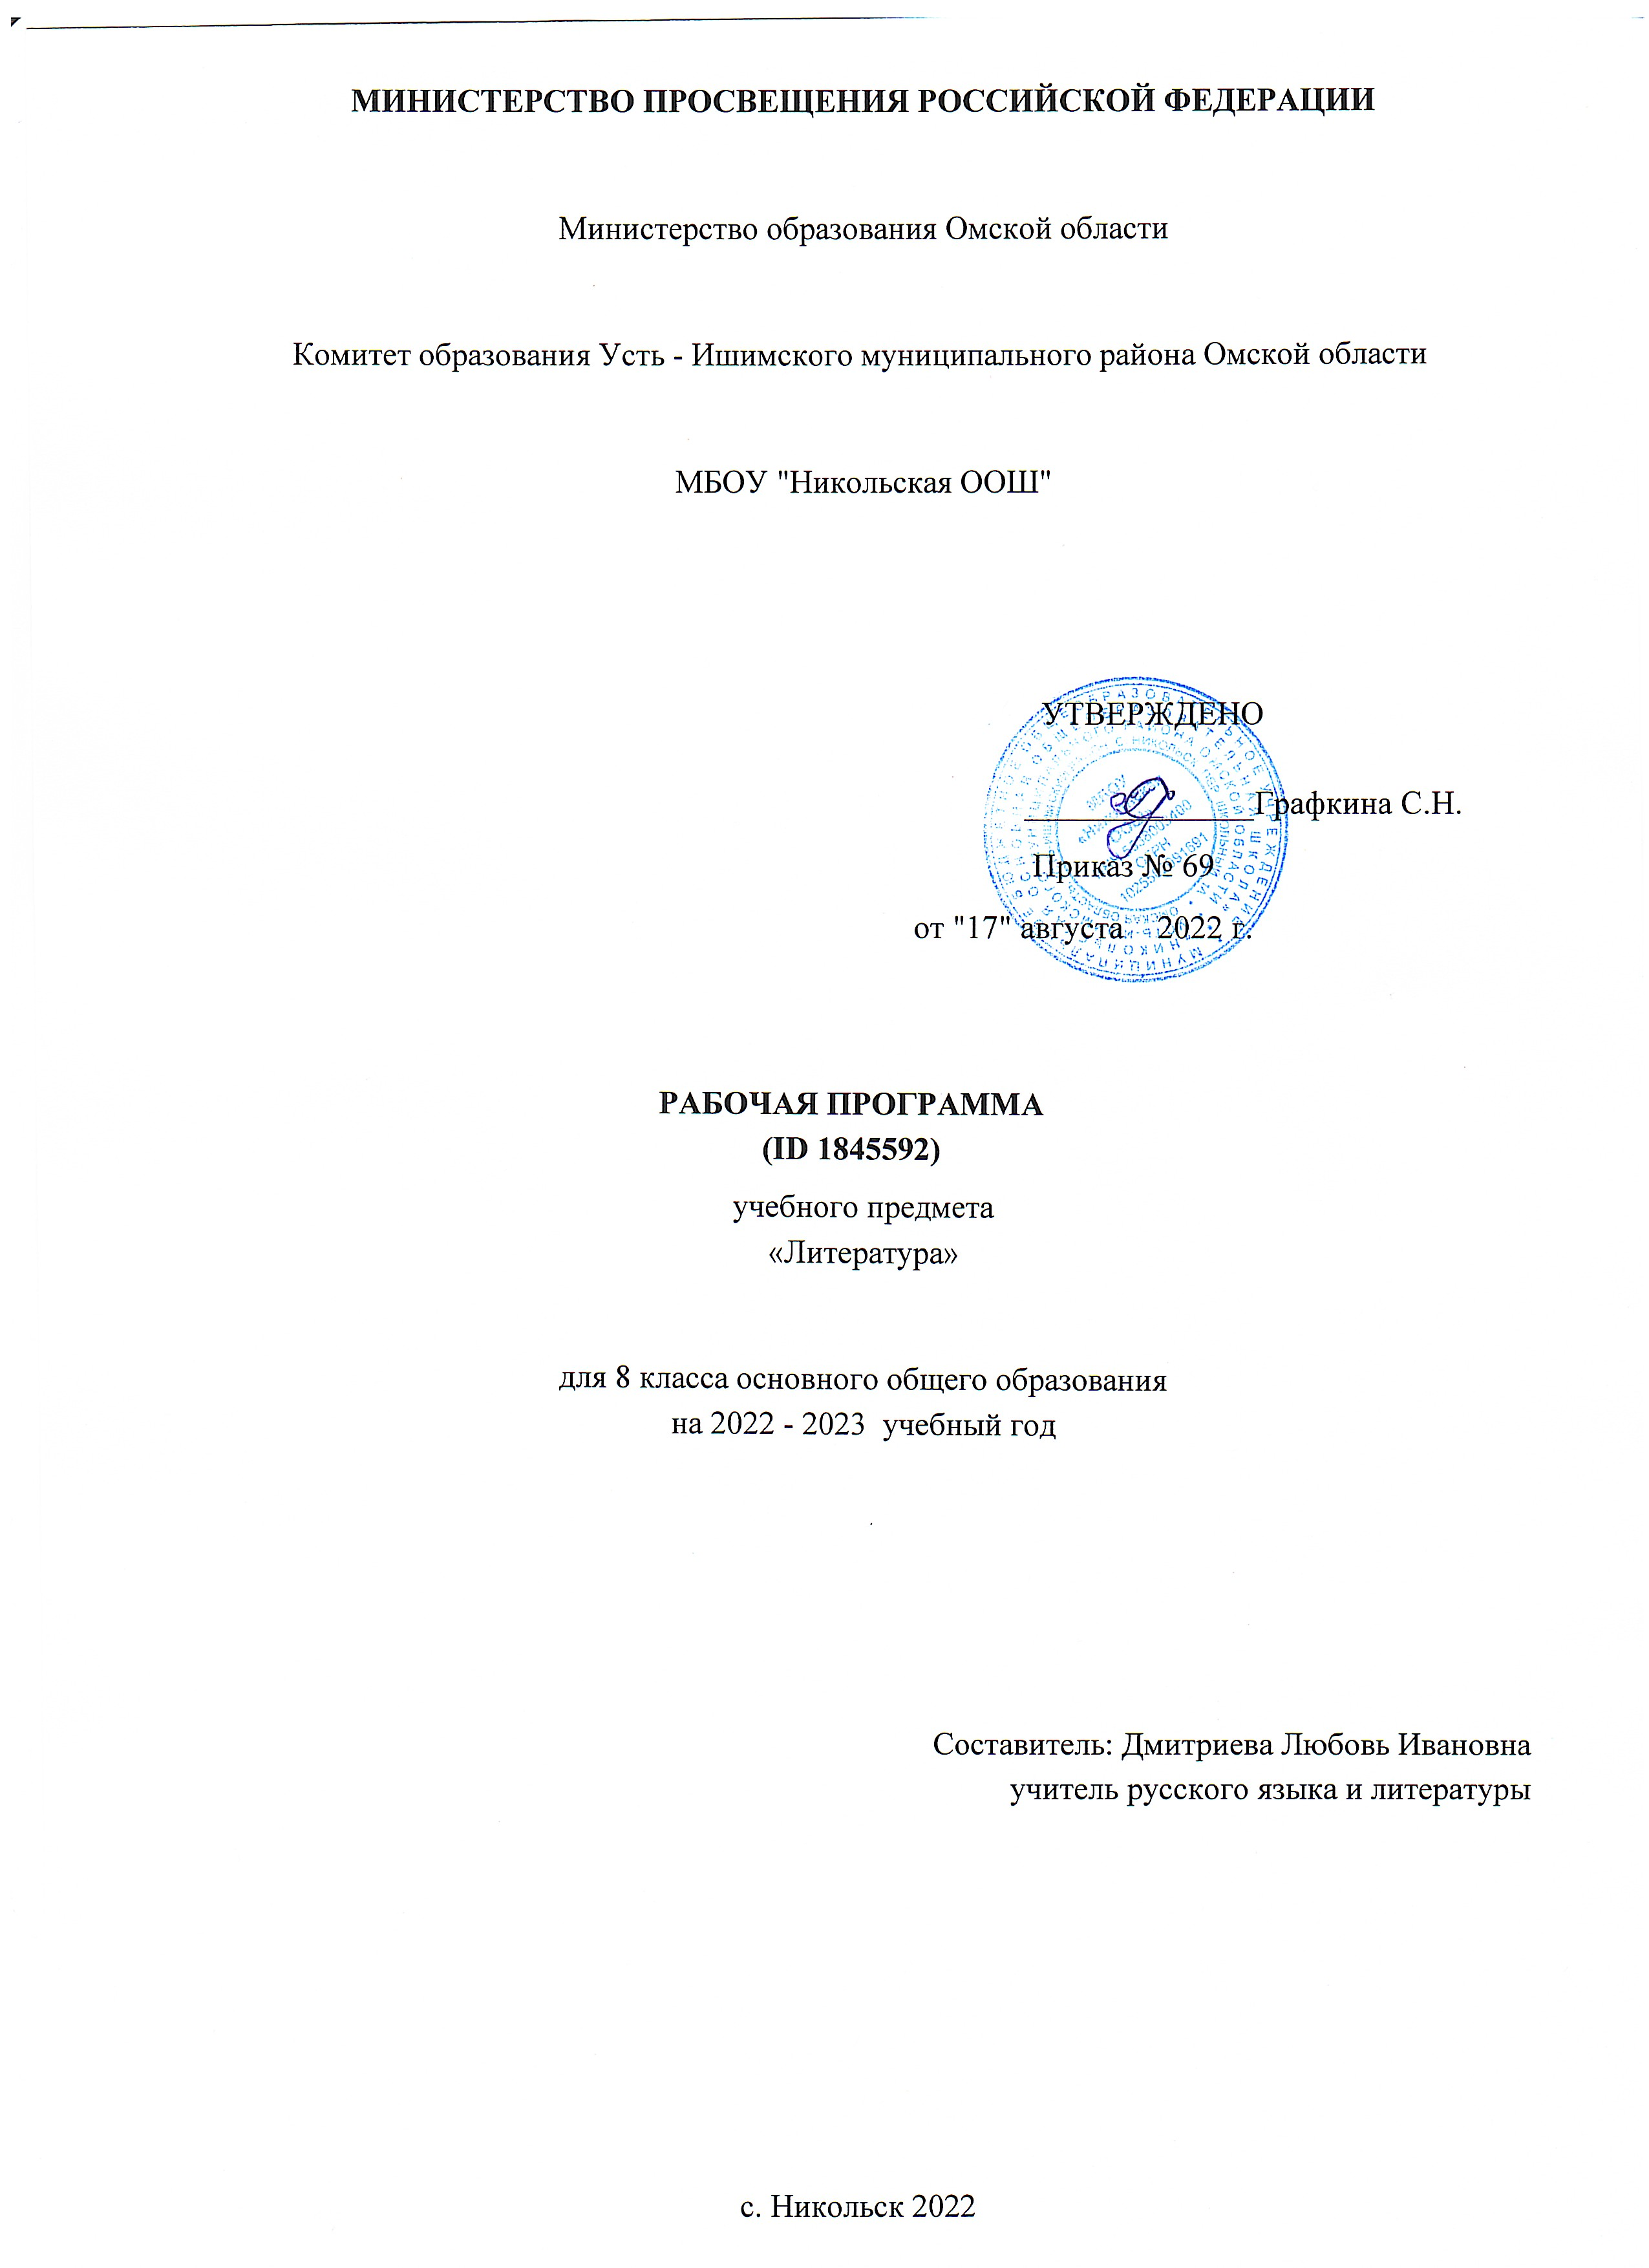 МИНИСТЕРСТВО ПРОСВЕЩЕНИЯ РОССИЙСКОЙ ФЕДЕРАЦИИ
Министерство образования Омской области
Комитет образования Усть - Ишимского муниципального района Омской области
МБОУ "Никольская ООШ"
УТВЕРЖДЕНО
Графкина С.Н.
Приказ № 69
от "17" августа 2022 г.
РАБОЧАЯ ПРОГРАММА
(ID 1845592)
учебного предмета
«Литература»
для 8 класса основного общего образования
на 2022 - 2023 учебный год
Составитель: Дмитриева Любовь Ивановна
учитель русского языка и литературы
с. Никольск 2022